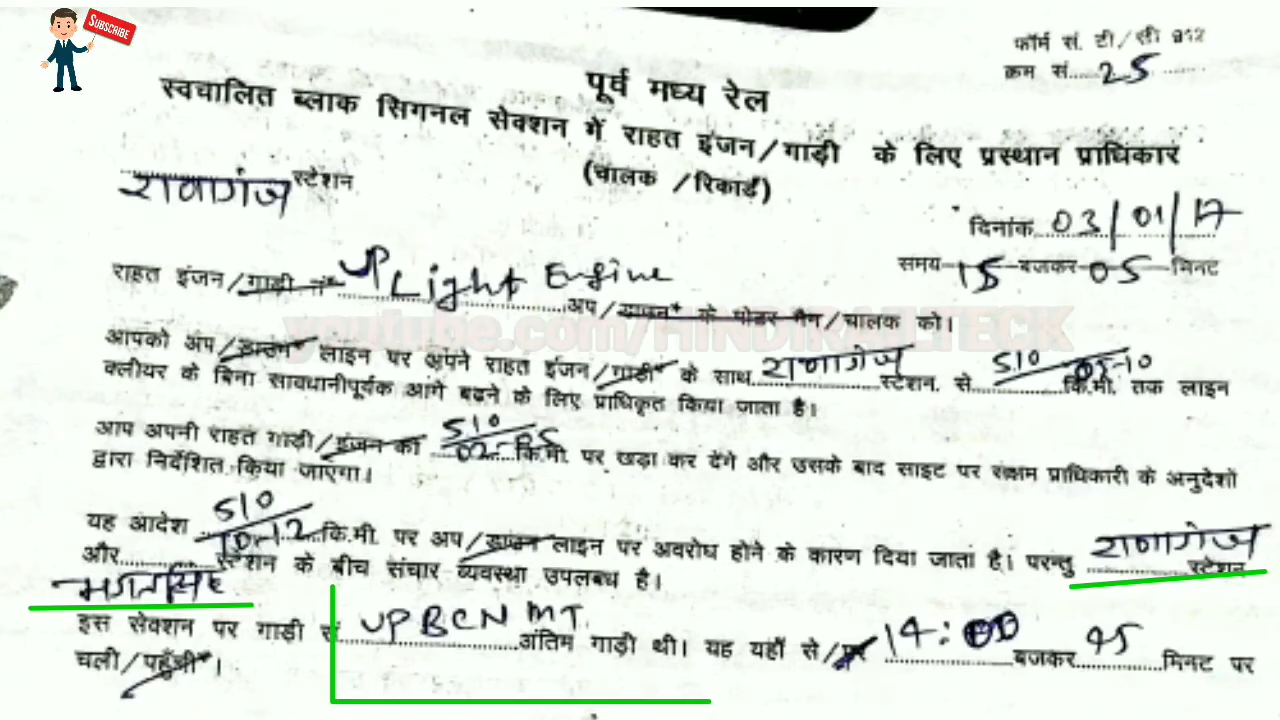 SUBSCRIBE
फॉर्म सं. टी/सी 912
क्रम सं.....25
पूर्व मध्य रेल
स्वचालित ब्लाक सिगनल सेक्शन में राहत इंजन/गाड़ी के लिए प्रस्थान प्राधिकार
(चालक /रिकार्ड)
राणागंज स्टेशन
दिनांक 03/01/17
समय 15 बजकर 05 मिनट
राहत इंजन/गाड़ी सं* UP Light Engine अप/डाउन* के मोटर मैन/चालक को।
youtube.com/HINDIRAILTECK
आपको अप/डाउन* लाइन पर अपने राहत इंजन/गाड़ी* के साथ राणागंज स्टेशन से 510/05-10 कि.मी. तक लाइन
क्लीयर के बिना सावधानीपूर्वक आगे बढ़ने के लिए प्राधिकृत किया जाता है।
आप अपनी राहत गाड़ी/इंजन को 510/02-05 कि.मी. पर खड़ा कर देंगे और उसके बाद साइट पर सक्षम प्राधिकारी के अनुदेशों
द्वारा निर्देशित किया जाएगा।
यह आदेश 510/10-12 कि.मी. पर अप/डाउन लाइन पर अवरोध होने के कारण दिया जाता है। परन्तु राणागंज स्टेशन
और स्टेशन के बीच संचार व्यवस्था उपलब्ध है।
इस सेक्शन पर गाड़ी सं UP BCN MT. अंतिम गाड़ी थी। यह यहाँ से/पर 14: बजकर 45 मिनट पर
चली/पहुँची*।